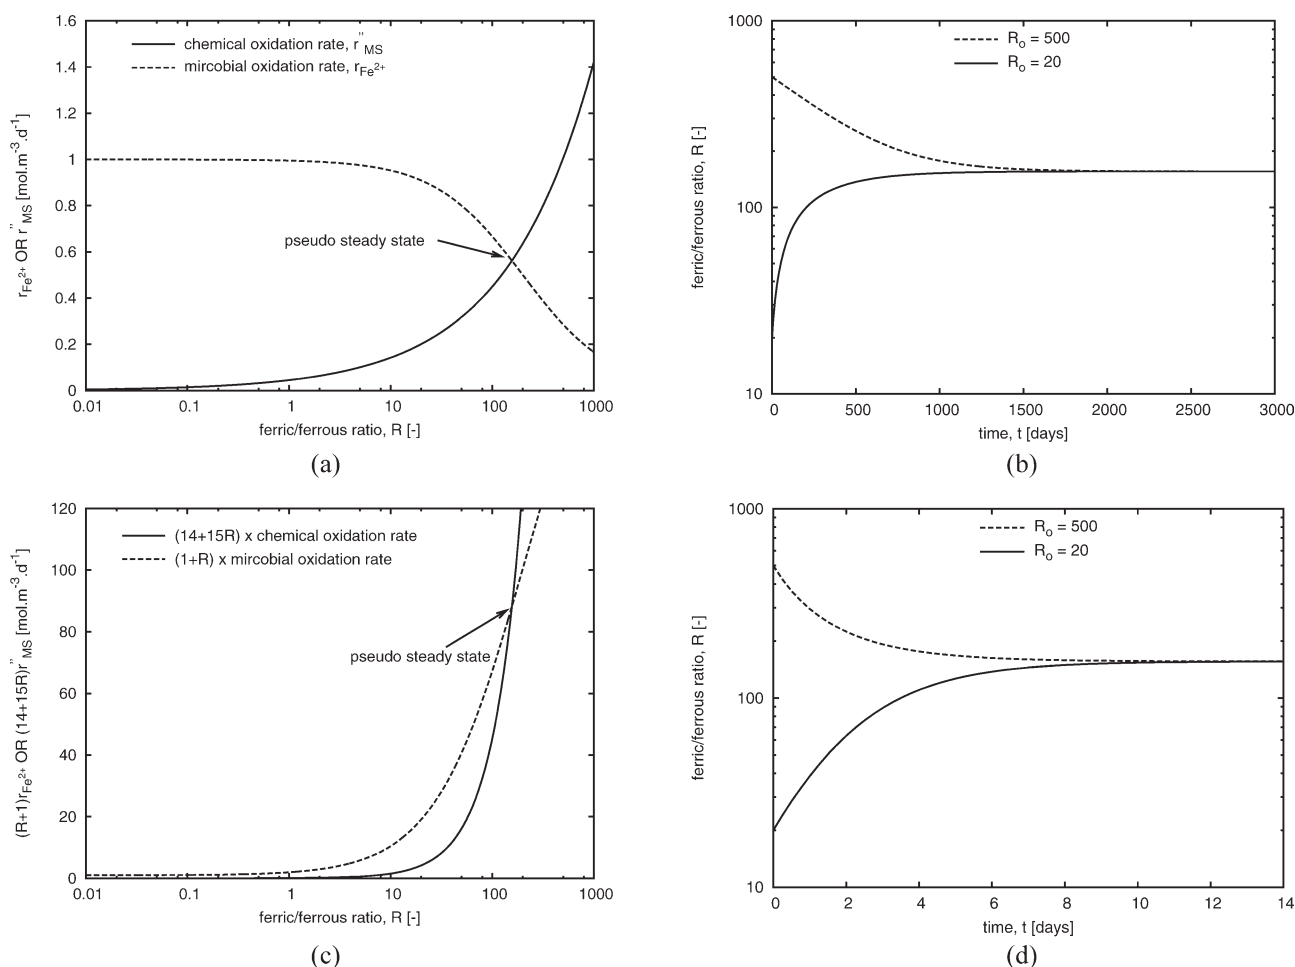 1.6
1.4
1.2
1
0.8
0.6
0.4
0.2
0
chemical oxidation rate, r"MS
mircobial oxidation rate, rFe2+
pseudo steady state
rFe2+ OR r"MS [mol.m-3.d-1]
0.01 0.1 1 10 100 1000
ferric/ferrous ratio, R [-]
(a)
1000
100
10
Ro = 500
Ro = 20
ferric/ferrous ratio, R [-]
0 500 1000 1500 2000 2500 3000
time, t [days]
(b)
120
100
80
60
40
20
0
(14+15R) x chemical oxidation rate
(1+R) x mircobial oxidation rate
pseudo steady state
(R+1)rFe2+ OR (14+15R)r"MS [mol.m-3.d-1]
0.01 0.1 1 10 100 1000
ferric/ferrous ratio, R [-]
(c)
1000
100
10
Ro = 500
Ro = 20
ferric/ferrous ratio, R [-]
0 2 4 6 8 10 12 14
time, t [days]
(d)